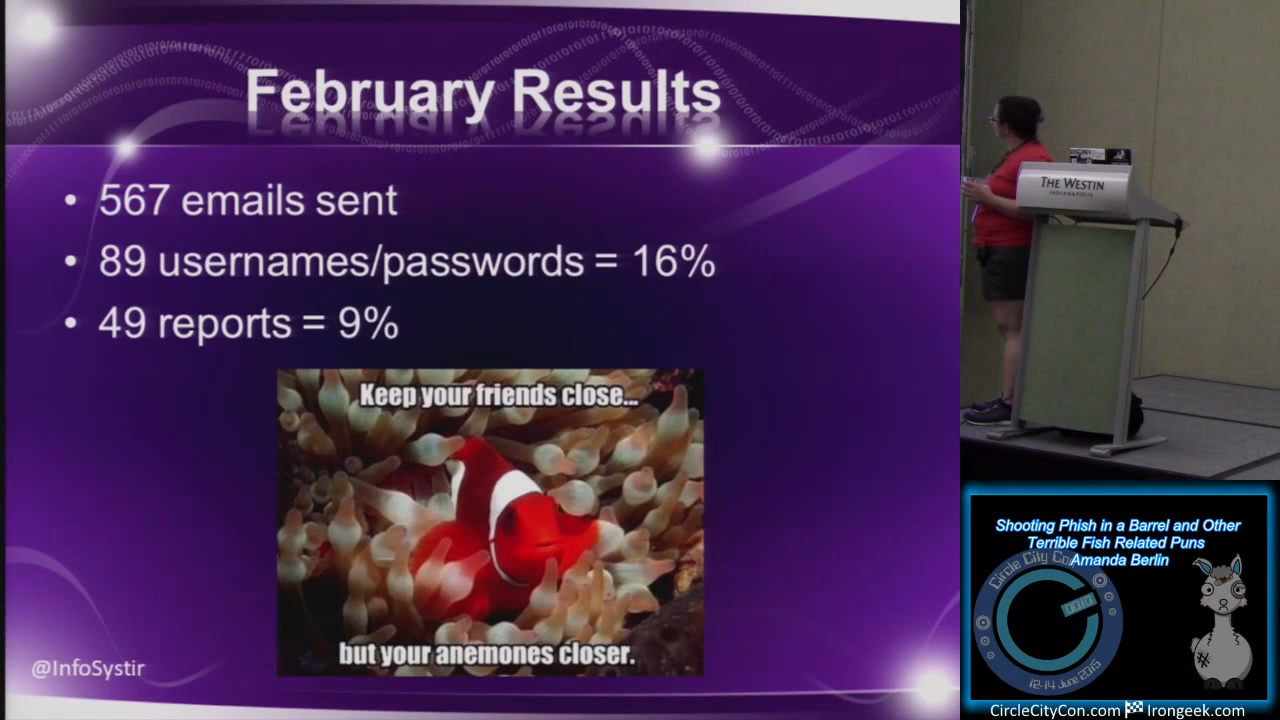 February Results
• 567 emails sent
• 89 usernames/passwords = 16%
• 49 reports = 9%
Keep your friends close...
but your anemones closer.
@InfoSystir
THE WESTIN
INDIANAPOLIS
Shooting Phish in a Barrel and Other
Terrible Fish Related Puns
Amanda Berlin
Circle City Con
12-14 June 2015
CircleCityCon.com Irongeek.com